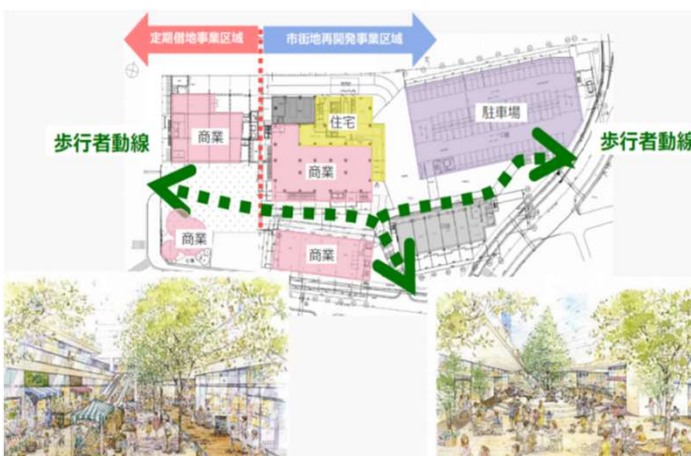 定期借地事業区域
市街地再開発事業区域
住宅
駐車場
商業
歩行者動線
歩行者動線
商業
商業
商業